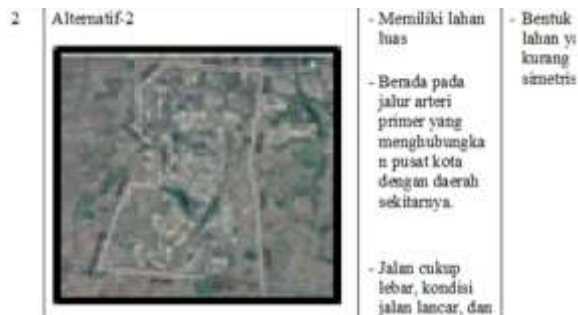 2
Alternatif-2
- Memiliki lahan
luas
- Berada pada
jalur arteri
primer yang
menghubungka
n pusat kota
dengan daerah
sekitarnya.
- Jalan cukup
lebar, kondisi
jalan lancar, dan
- Bentuk
lahan
kurang
simetris